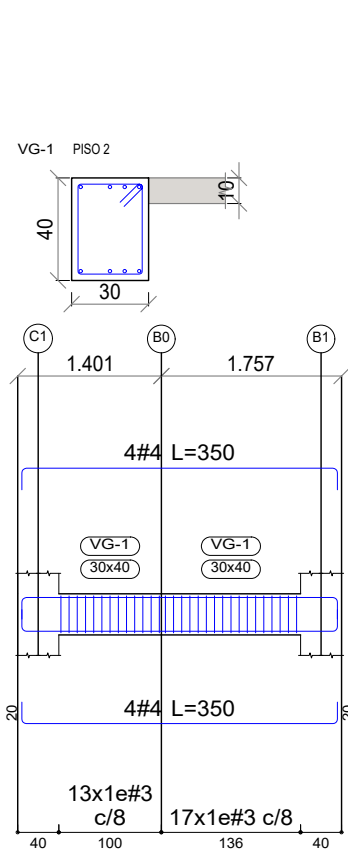 VG-1 PISO 2
10
40
30
C1 B0 B1
1.401 1.757
4#4 L=350
VG-1 VG-1
30x40 30x40
20 4#4 L=350 20
13x1e#3
c/8 17x1e#3 c/8
40 100 136 40